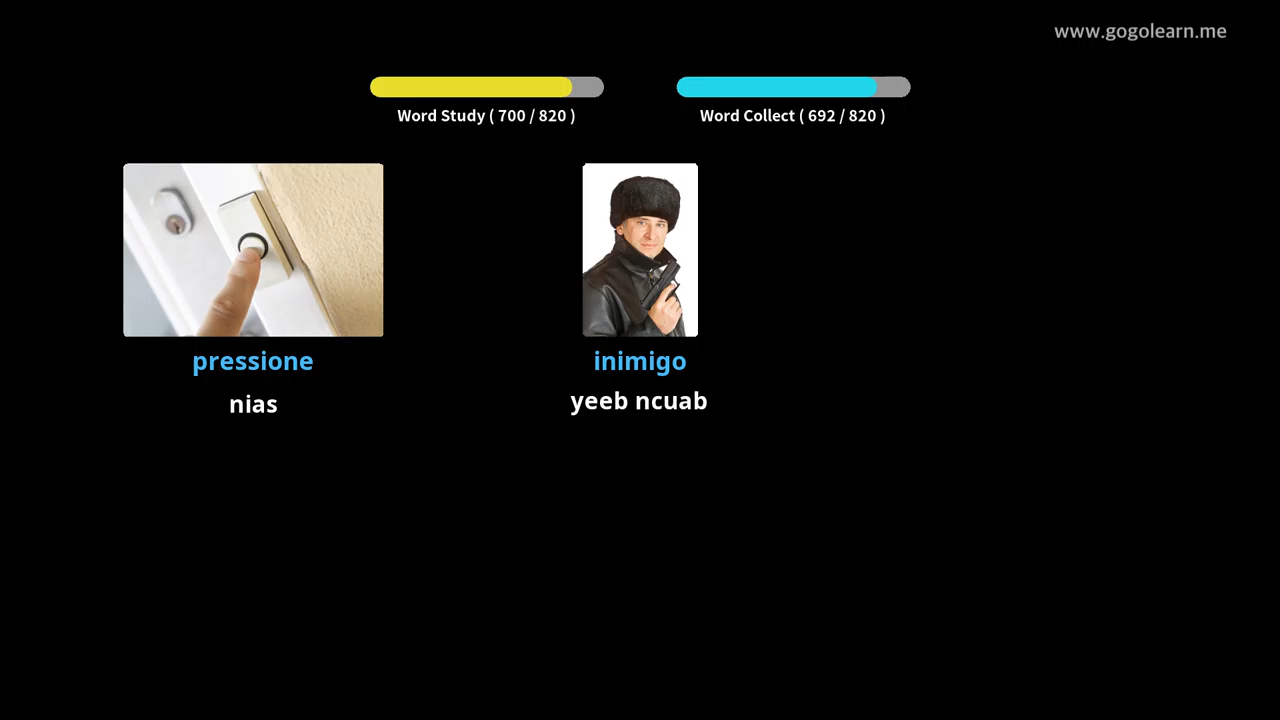 www.gogolearn.me
Word Study ( 700 / 820 )
Word Collect ( 692 / 820 )
pressione
nias
inimigo
yeeb ncuab